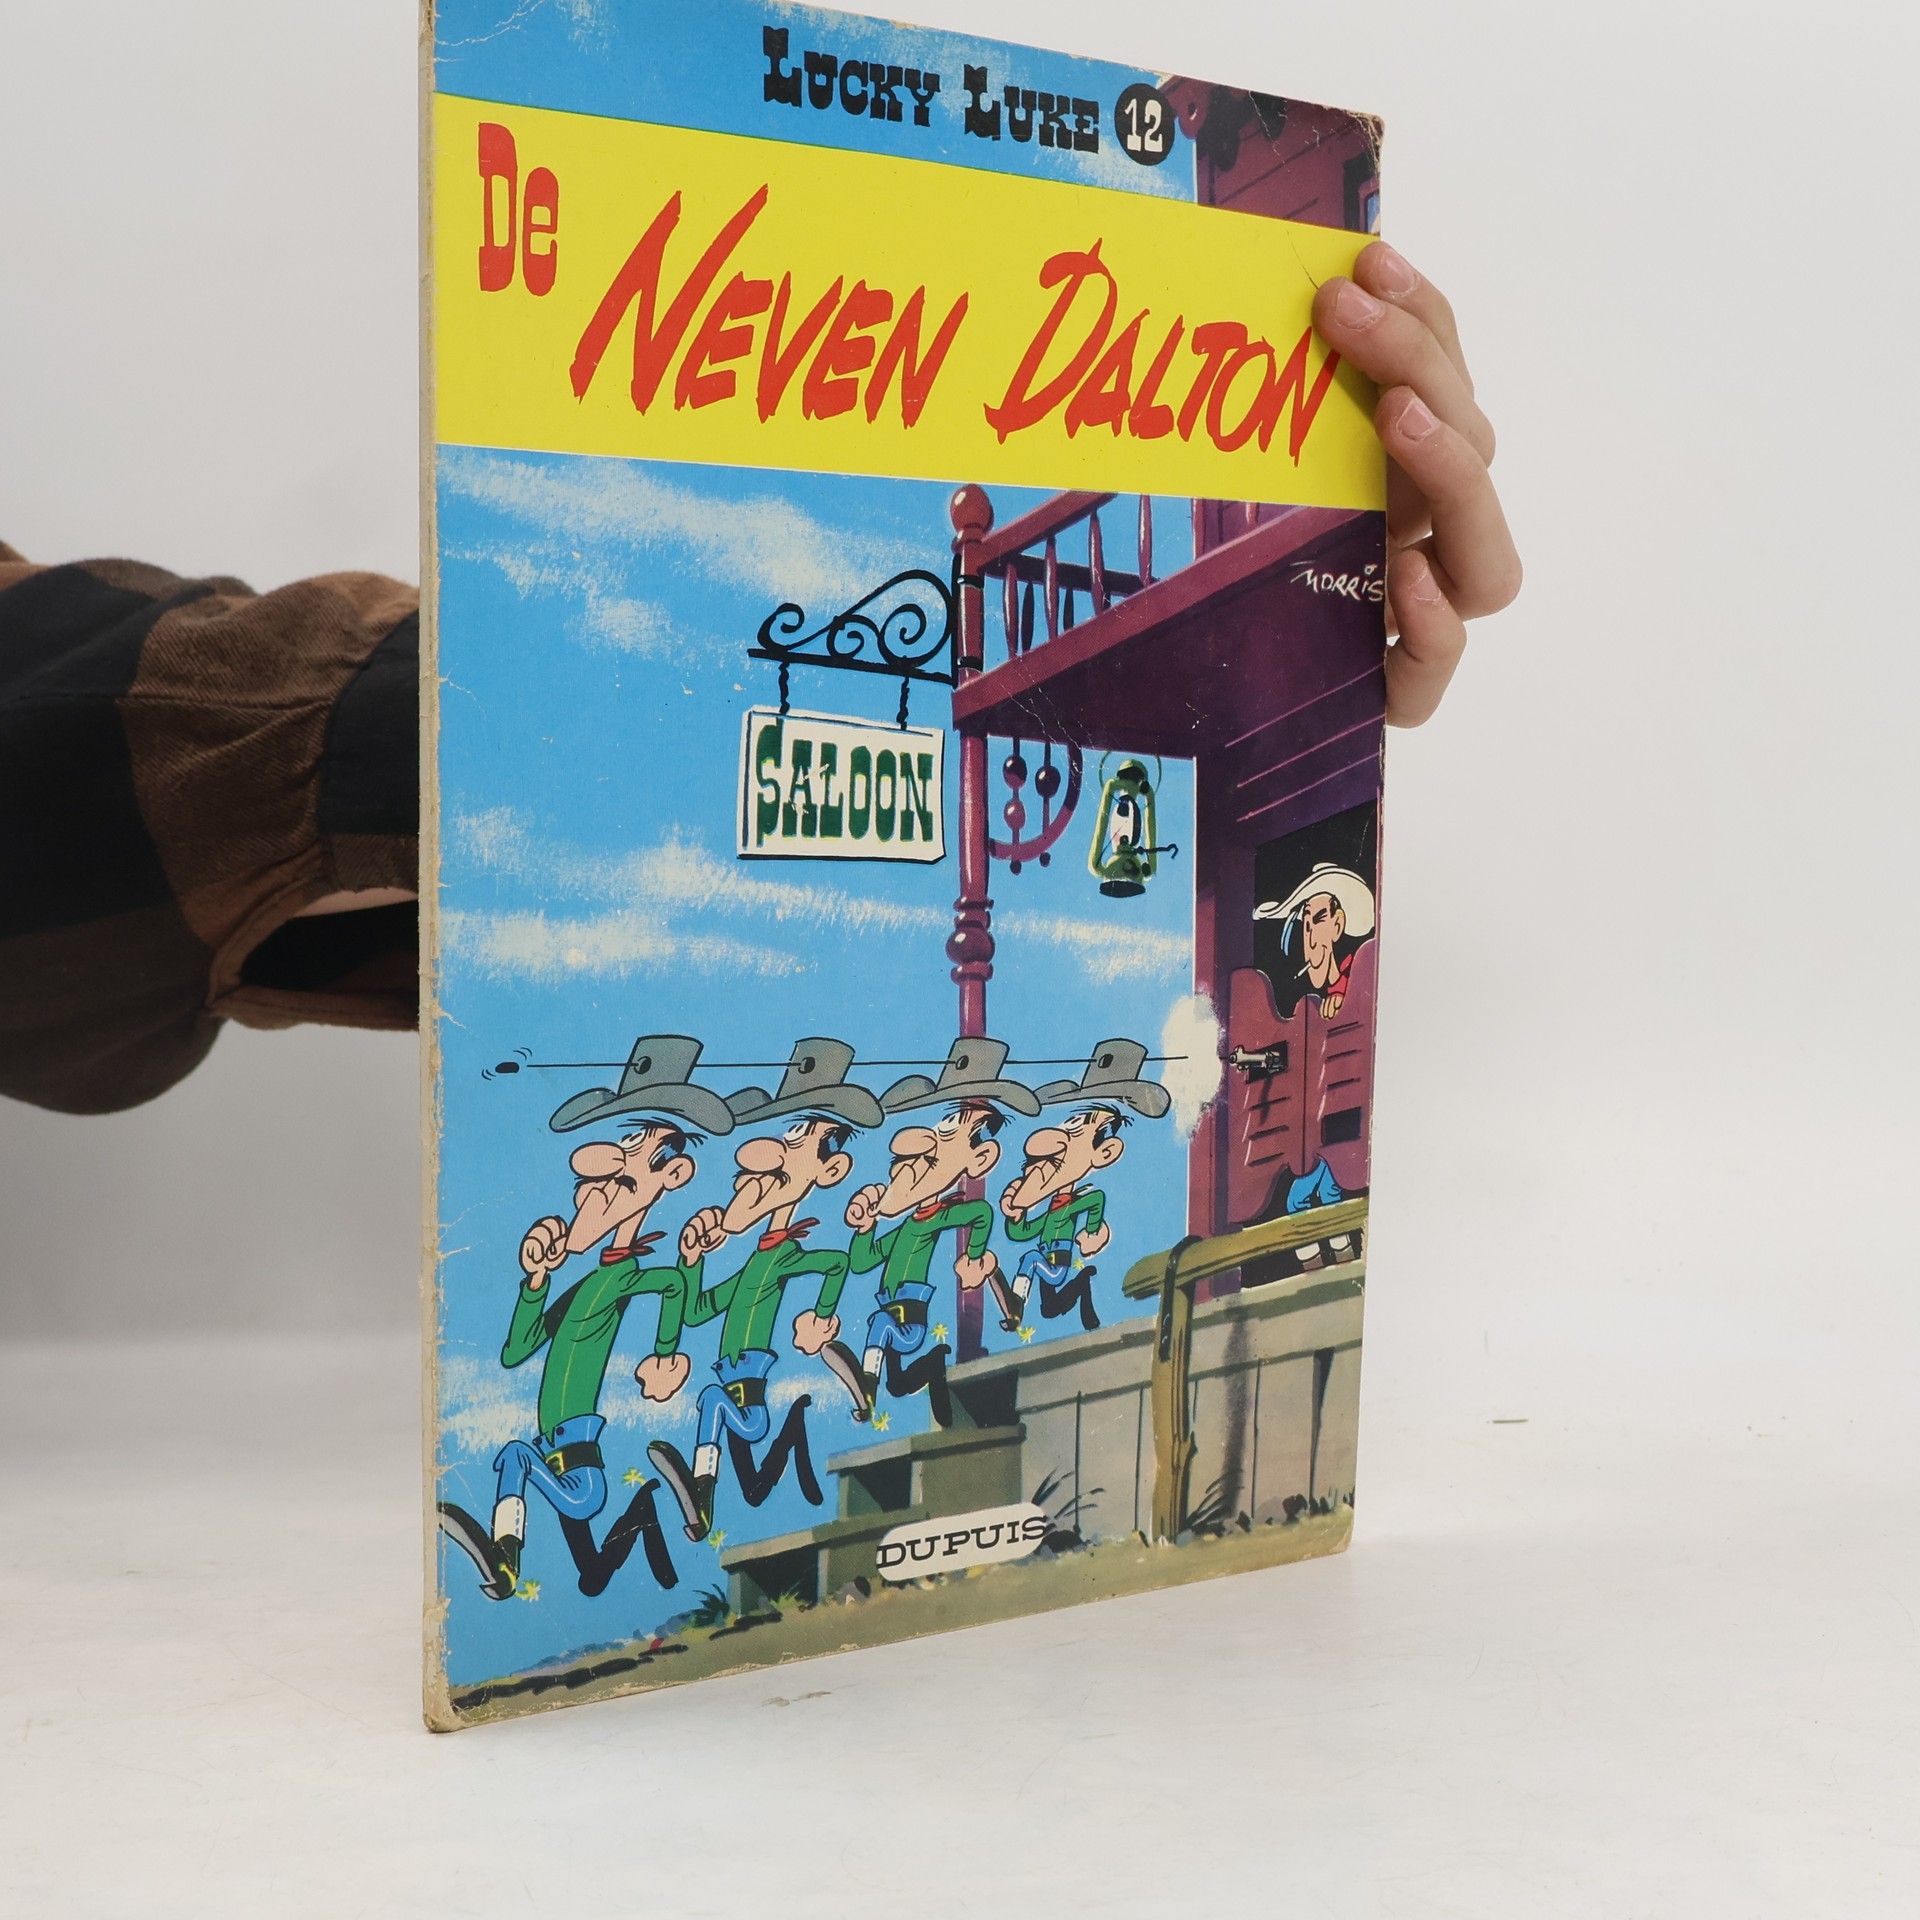 LUCKY LUKE 12
De NEVEN DALTON
MORRIS
SALOON
DUPUIS